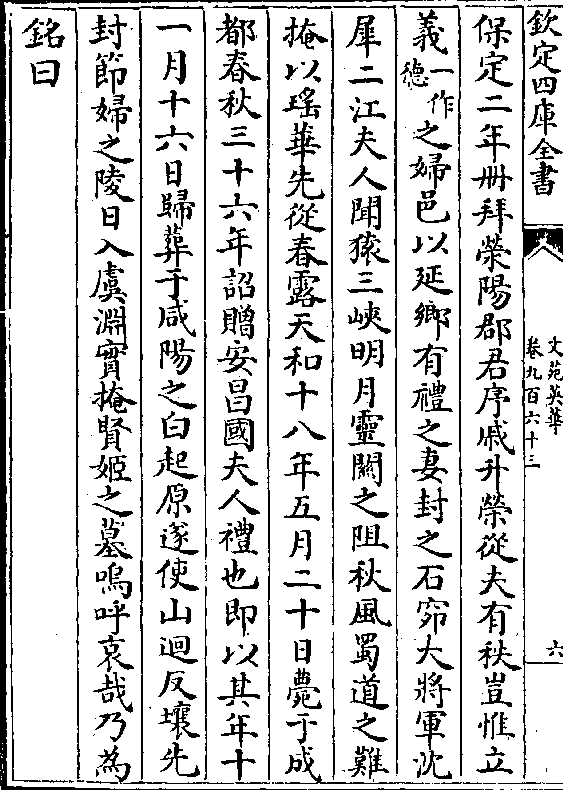 欽定四庫全書
文苑英華
卷九百六十三
六
保定二年冊拜榮陽郡君序戚升榮從夫有秩豈惟立
義一作德之婦邑以延鄉有禮之妻封之石窌大將軍沈
犀二江夫人聞猿三峽明月靈關之阻秋風蜀道之難
掩以瑤華先從春露天和十八年五月二十日薨于成
都春秋三十六年詔贈安昌國夫人禮也即以其年十
一月十六日歸葬于咸陽之白起原遂使山迴反壤先
封節婦之陵日入虞淵實掩賢姬之墓嗚呼哀哉乃為
銘曰